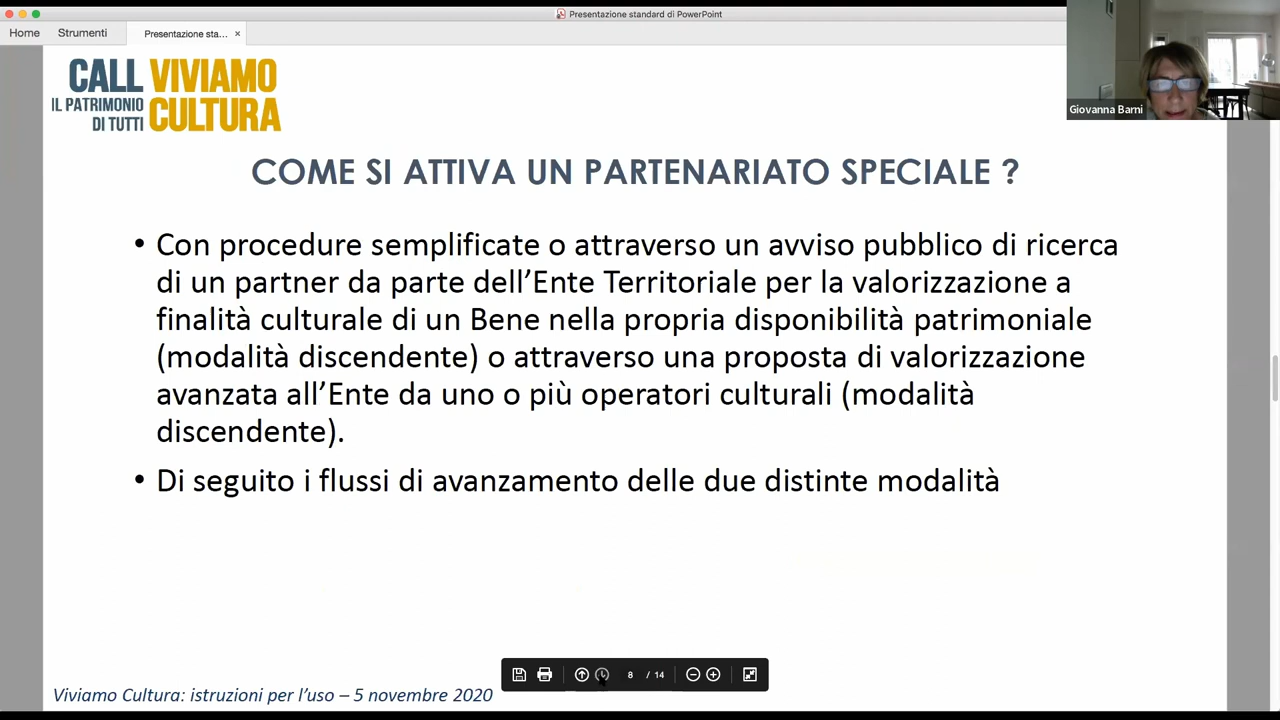 Presentazione standard di PowerPoint
Home
Strumenti
Presentazione sta...
×
Giovanna Barni
CALL VIVIAMO
IL PATRIMONIO CULTURA
DI TUTTI
COME SI ATTIVA UN PARTENARIATO SPECIALE ?
• Con procedure semplificate o attraverso un avviso pubblico di ricerca
di un partner da parte dell’Ente Territoriale per la valorizzazione a
finalità culturale di un Bene nella propria disponibilità patrimoniale
(modalità discendente) o attraverso una proposta di valorizzazione
avanzata all’Ente da uno o più operatori culturali (modalità
discendente).
• Di seguito i flussi di avanzamento delle due distinte modalità
8 / 14
Viviamo Cultura: istruzioni per l’uso – 5 novembre 2020